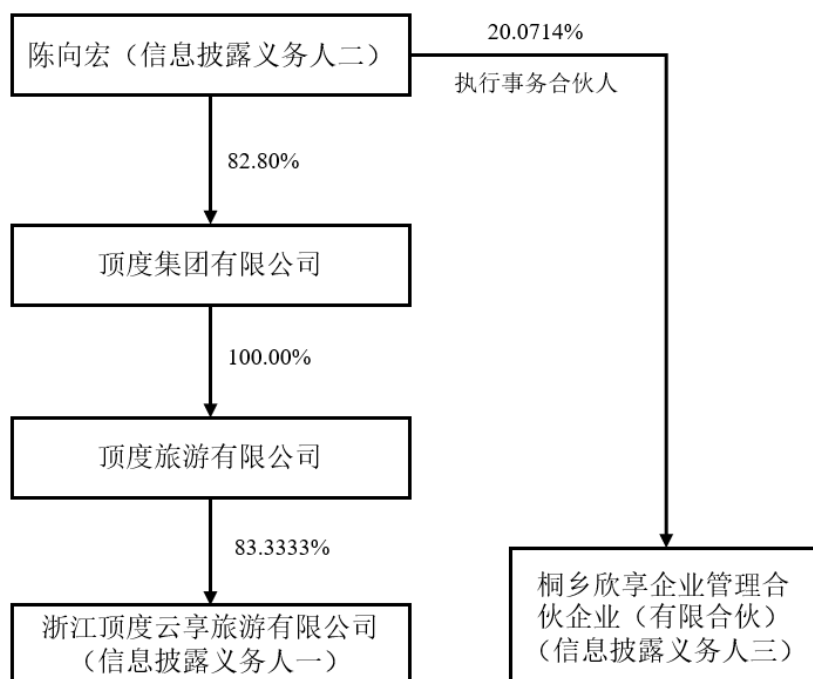 陈向宏（信息披露义务人二）
20.0714%
执行事务合伙人
82.80%
顶度集团有限公司
100.00%
顶度旅游有限公司
83.3333%
浙江顶度云享旅游有限公司
（信息披露义务人一）
桐乡欣享企业管理合
伙企业（有限合伙）
（信息披露义务人三）